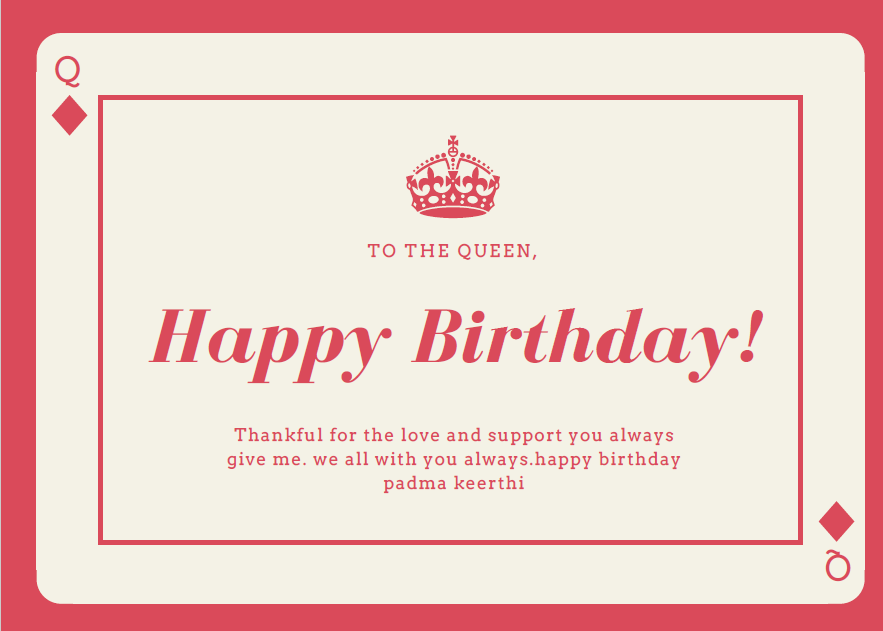 Q
TO THE QUEEN,
Happy Birthday!
Thankful for the love and support you always
give me. we all with you always.happy birthday
padma keerthi
Q